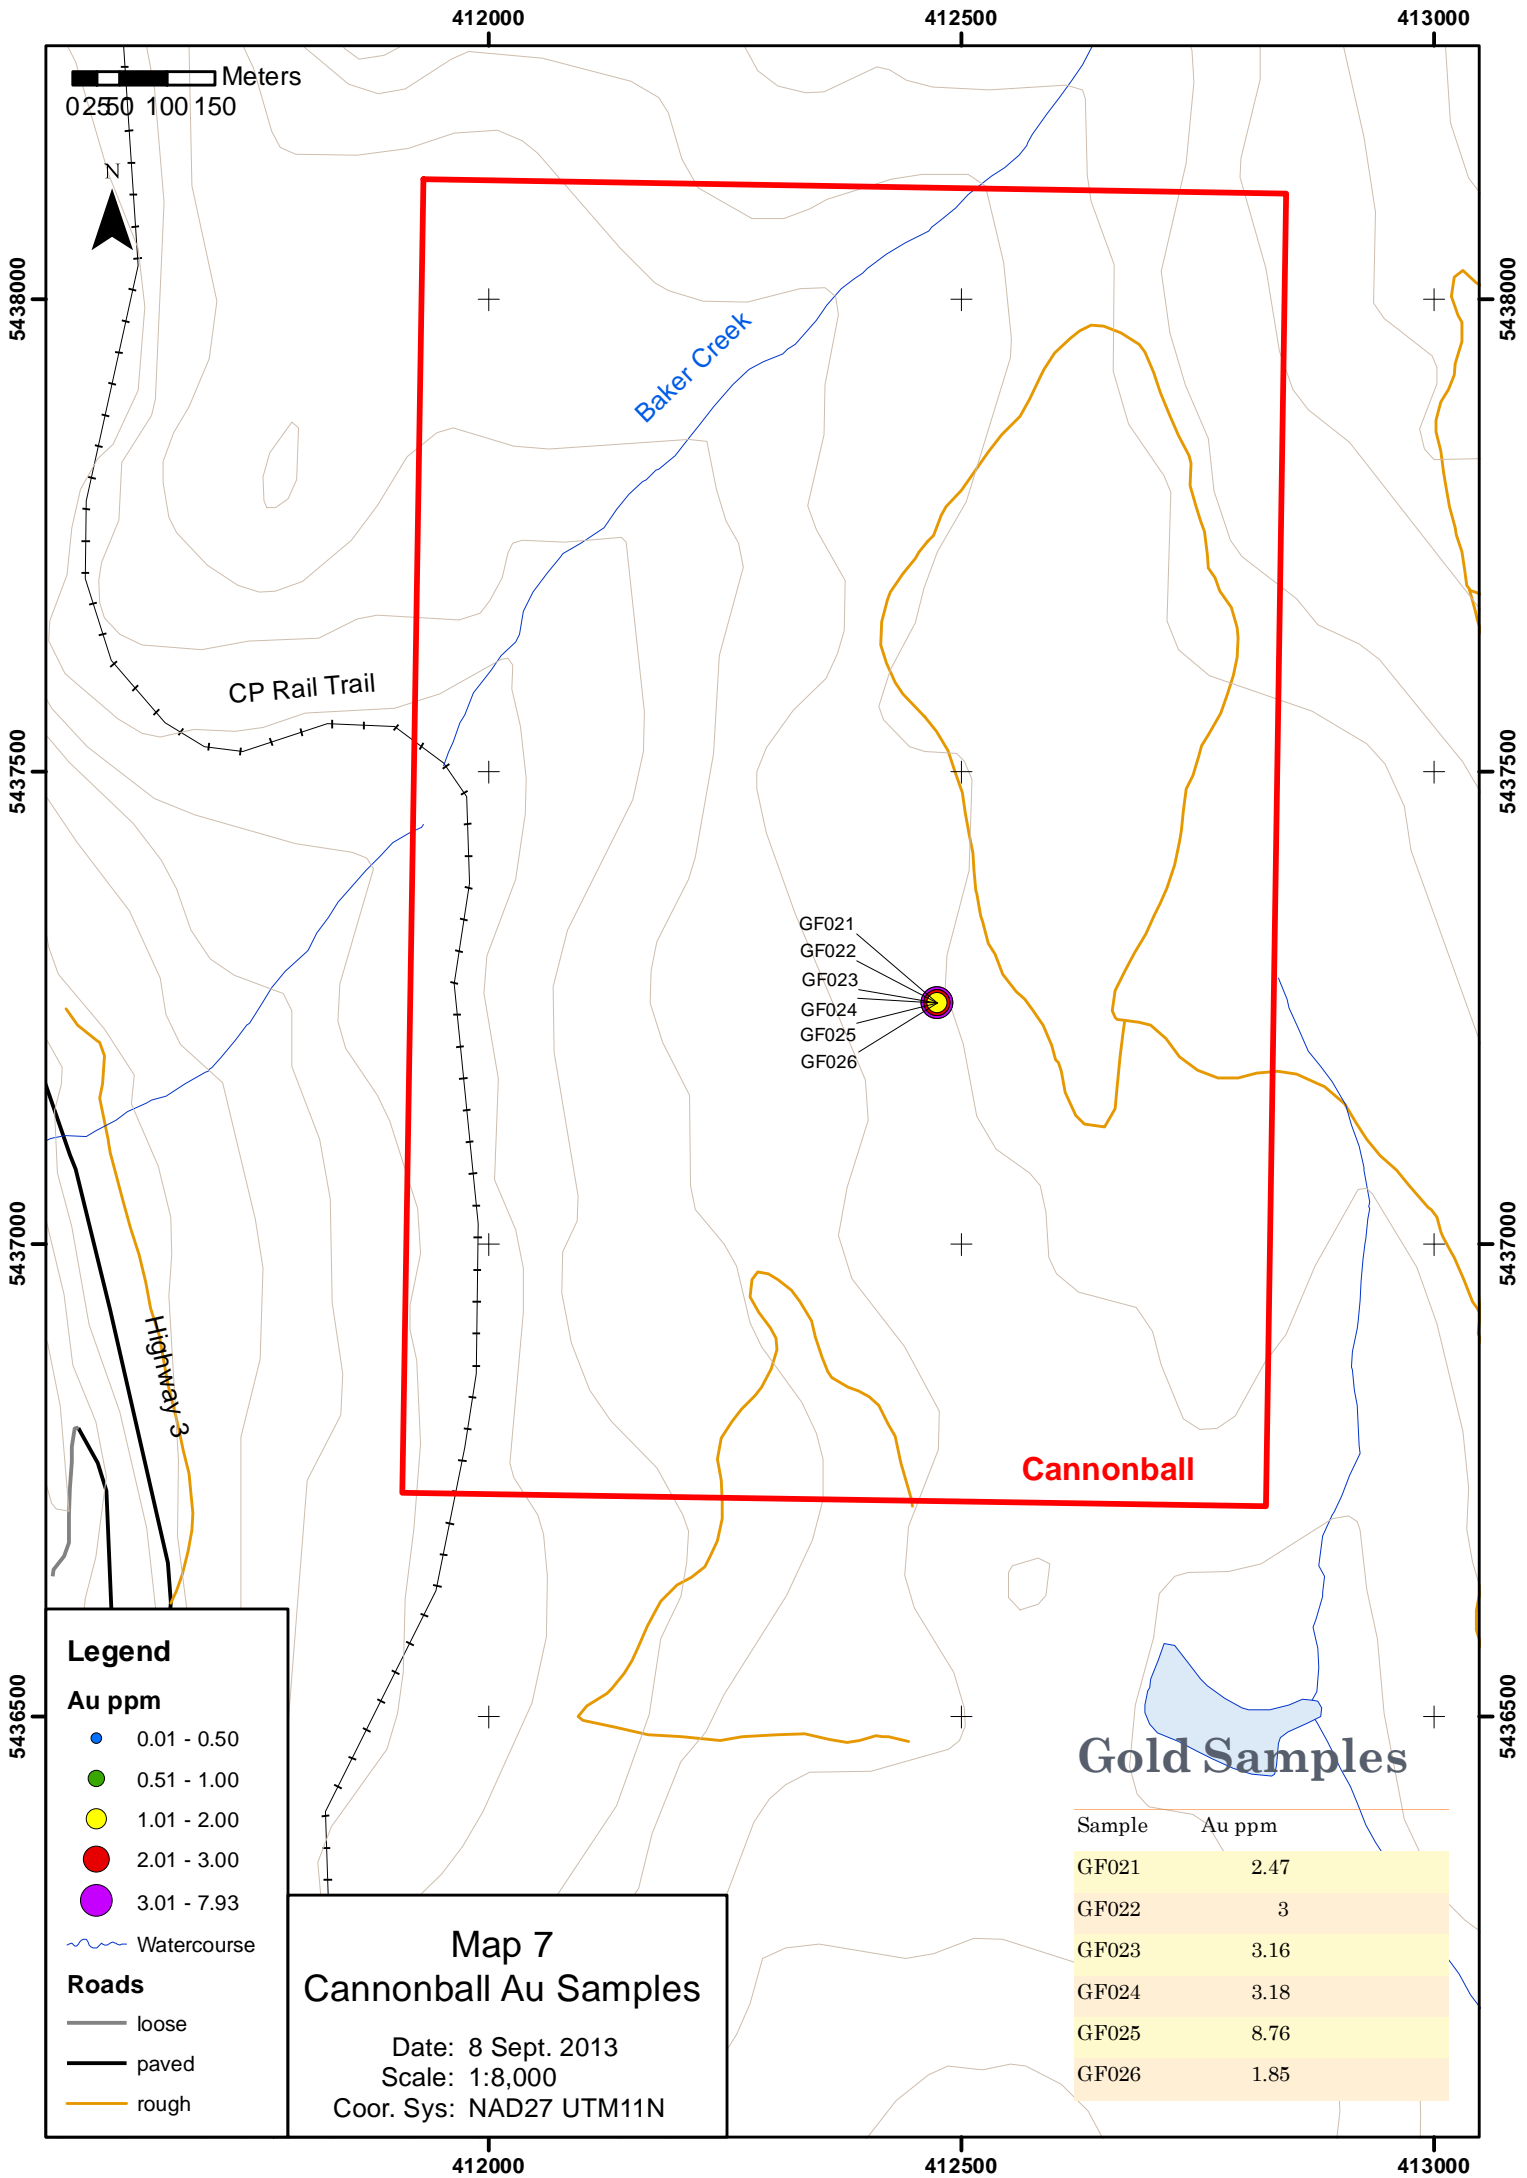 412000 412500 413000
Meters
0 25 50 100 150
N
5438000 5438000
Baker Creek
CP Rail Trail
5437500 5437500
GF021
GF022
GF023
GF024
GF025
GF026
5437000 5437000
Highway 3
Cannonball
5436500 5436500
Legend
Au ppm
0.01 - 0.50
0.51 - 1.00
1.01 - 2.00
2.01 - 3.00
3.01 - 7.93
Watercourse
Roads
loose
paved
rough
Map 7
Cannonball Au Samples
Date: 8 Sept. 2013
Scale: 1:8,000
Coor. Sys: NAD27 UTM11N
Gold Samples
Sample Au ppm
GF021 2.47
GF022 3
GF023 3.16
GF024 3.18
GF025 8.76
GF026 1.85
412000 412500 413000